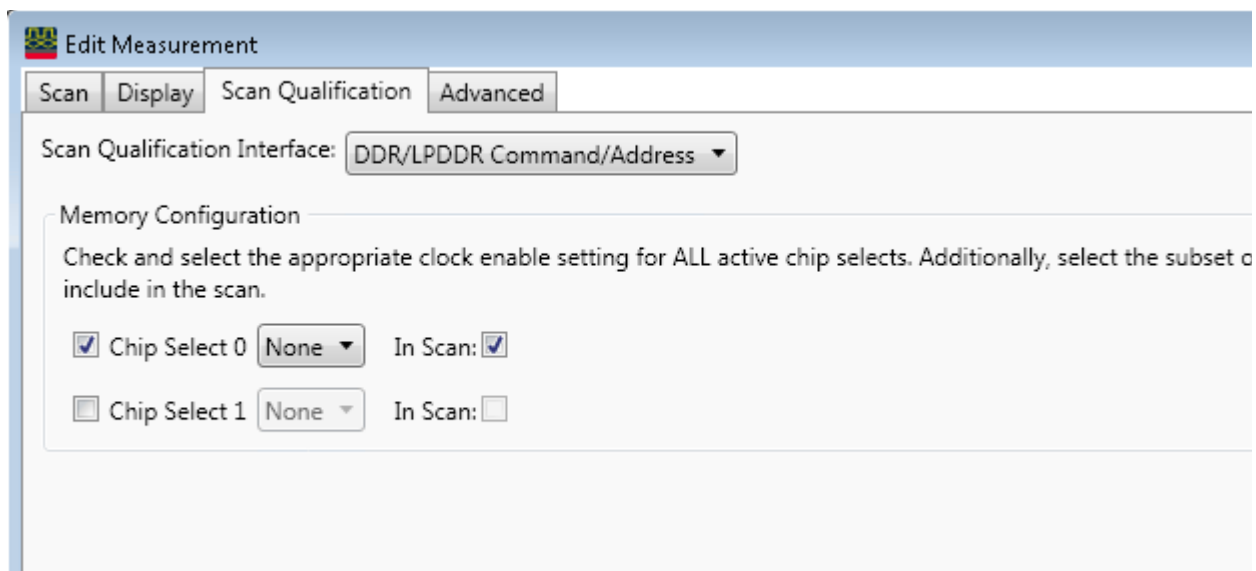 Edit Measurement
Scan Display Scan Qualification Advanced
Scan Qualification Interface: DDR/LPDDR Command/Address
Memory Configuration
Check and select the appropriate clock enable setting for ALL active chip selects. Additionally, select the subset
include in the scan.
Chip Select 0 None In Scan:
Chip Select 1 None In Scan: